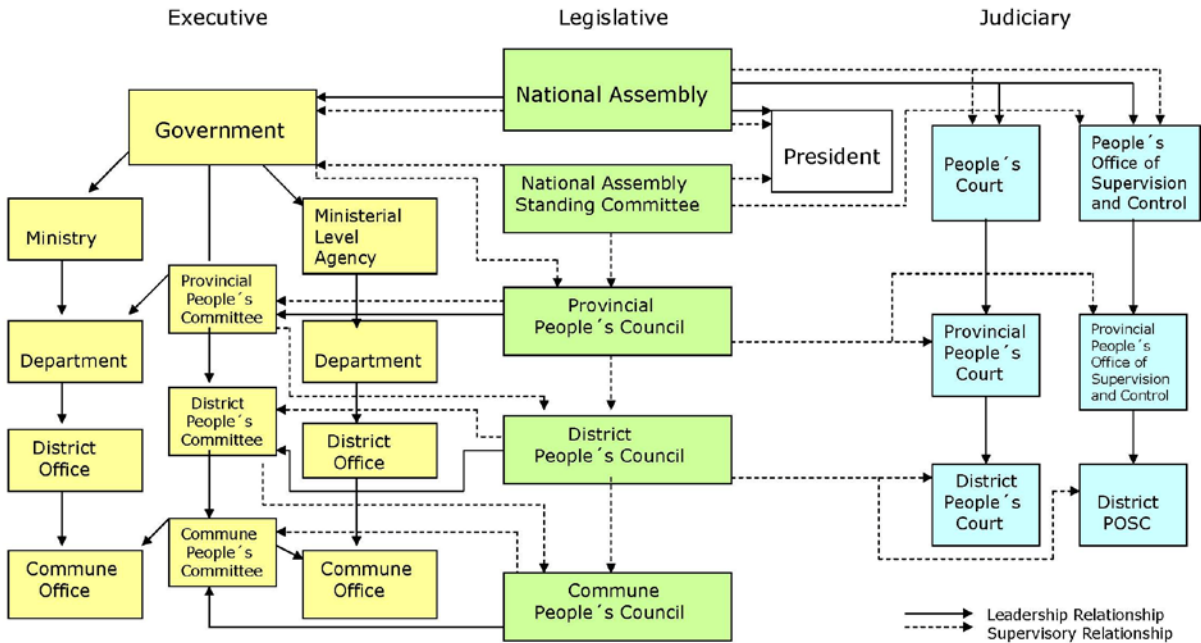 Executive
Legislative
Judiciary
National Assembly
Government
President
People´s
Court
People´s
Office of
Supervision
and Control
National Assembly
Standing Committee
Ministry
Ministerial
Level
Agency
Provincial
People´s
Committee
Provincial
People´s Council
Department
Department
Provincial
People´s
Court
Provincial
People´s
Office of
Supervision
and Control
District
People´s
Committee
District
Office
District
Office
District
People´s Council
District
People´s
Court
District
POSC
Commune
Office
Commune
People´s
Committee
Commune
Office
Commune
People´s Council
Leadership Relationship
Supervisory Relationship